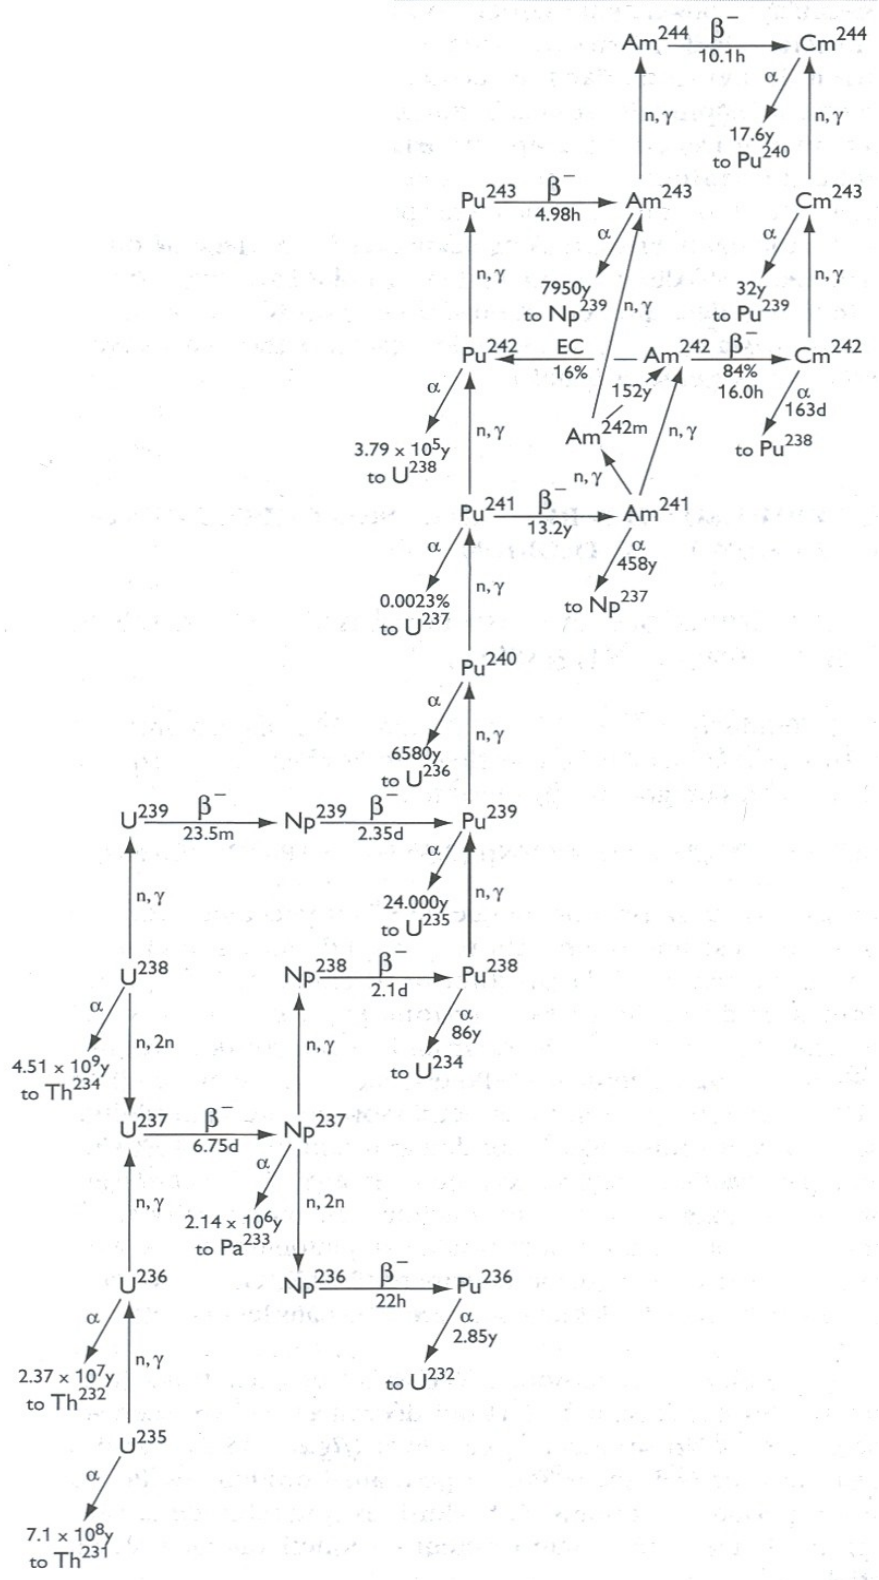 Am244 β− 10.1h Cm244
α
n,γ n,γ
17.6y
to Pu240
Pu243 β− 4.98h Am243 Cm243
α α
n,γ n,γ n,γ
7950y 32y
to Np239 to Pu239
Pu242 EC 16% Am242 β− 84% 16.0h Cm242
α 152y α
163d
Am242m n,γ to Pu238
n,γ
3.79 x 105y
to U238
n,γ
Pu241 β− 13.2y Am241
α α
458y
n,γ
0.0023% to Np237
to U237
Pu240
α
n,γ
6580y
to U236
U239 β− 23.5m Np239 β− 2.35d Pu239
α
n,γ n,γ
24.000y
to U235
U238 Np238 β− 2.1d Pu238
α α
86y
n, 2n n,γ
4.51 x 109y to U234
to Th234
U237 β− 6.75d Np237
α
n,γ n, 2n
2.14 x 106y
to Pa233
U236 Np236 β− 22h Pu236
α α
2.85y
n,γ
2.37 x 107y to U232
to Th232
U235
α
7.1 x 108y
to Th231